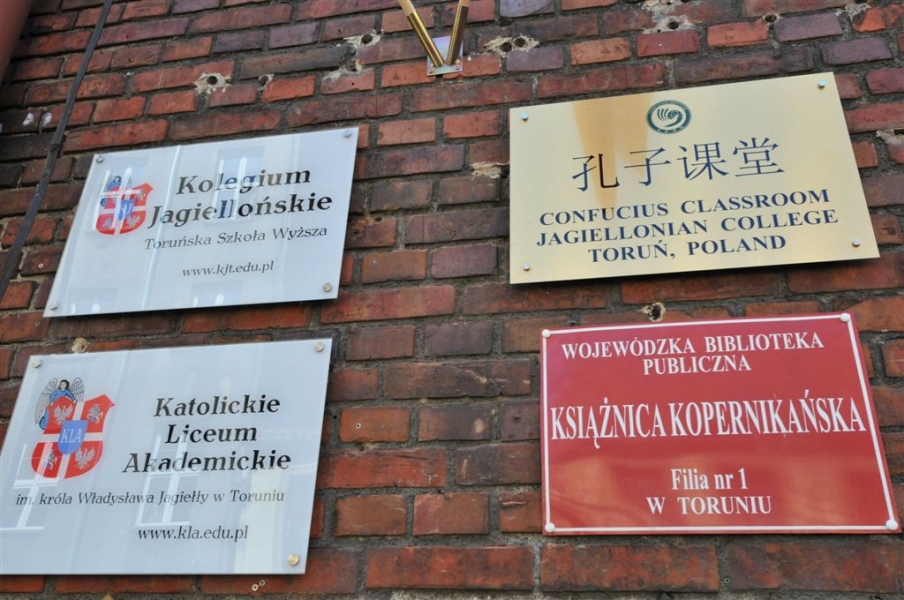 Kolegium
Jagiellońskie
Toruńska Szkoła Wyższa
www.kjt.edu.pl
孔子课堂
CONFUCIUS CLASSROOM
JAGIELLONIAN COLLEGE
TORUŃ, POLAND
KLA
Katolickie
Liceum
Akademickie
im. króla Władysława Jagiełły w Toruniu
www.kla.edu.pl
WOJEWÓDZKA BIBLIOTEKA
PUBLICZNA
KSIĄŻNICA KOPERNIKAŃSKA
Filia nr 1
W TORUNIU